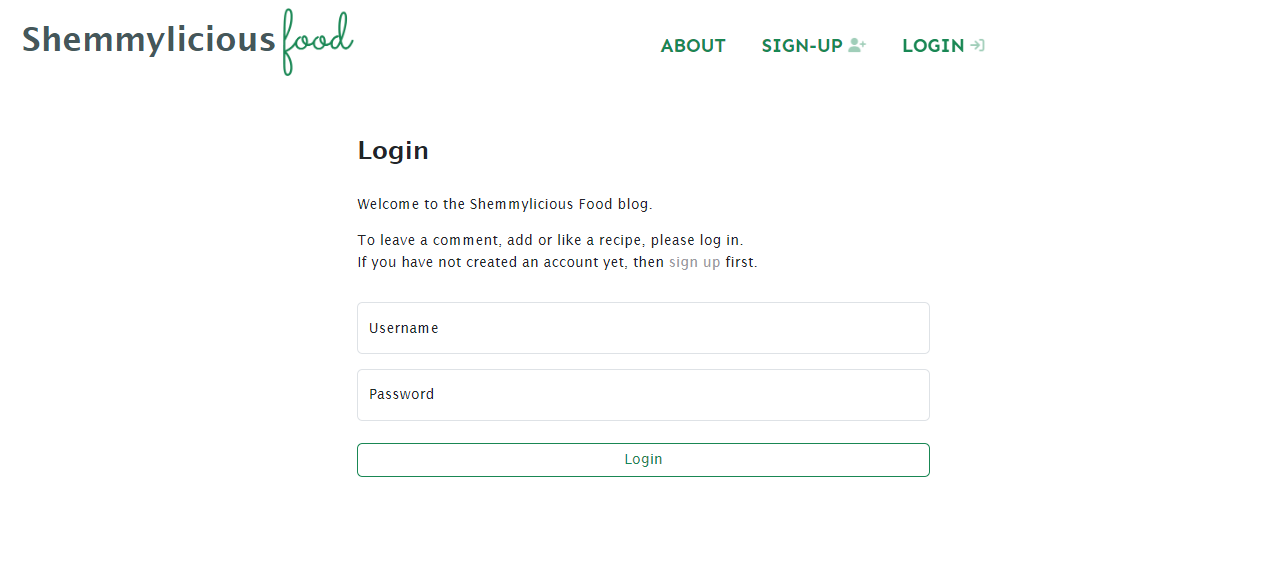 Shemmylicious food
ABOUT SIGN-UP LOGIN
Login
Welcome to the Shemmylicious Food blog.
To leave a comment, add or like a recipe, please log in.
If you have not created an account yet, then sign up first.
Username
Password
Login